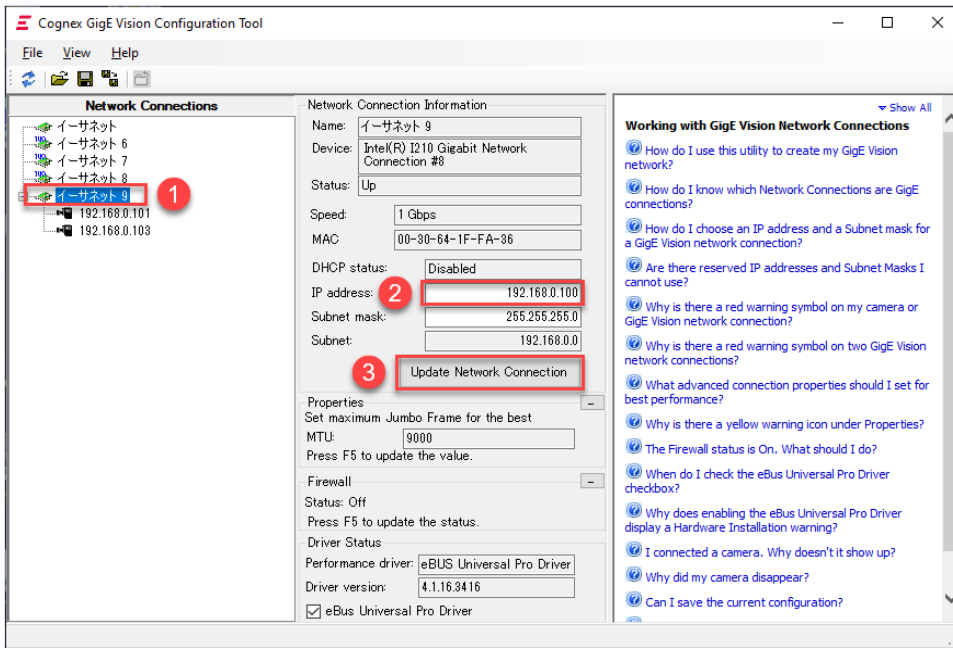 Cognex GigE Vision Configuration Tool
File View Help
Network Connections
イーサネット
イーサネット 6
イーサネット 7
イーサネット 8
イーサネット 9
1
192.168.0.101
192.168.0.103
Network Connection Information
Name: イーサネット 9
Device: Intel(R) I210 Gigabit Network
Connection #8
Status: Up
Speed: 1 Gbps
MAC 00-30-64-1F-FA-36
DHCP status: Disabled
IP address: 2 192.168.0.100
Subnet mask: 255.255.255.0
Subnet: 192.168.0.0
3 Update Network Connection
Properties
Set maximum Jumbo Frame for the best
MTU: 9000
Press F5 to update the value.
Firewall
Status: Off
Press F5 to update the status.
Driver Status
Performance driver: eBUS Universal Pro Driver
Driver version: 4.1.16.3416
eBus Universal Pro Driver
Show All
Working with GigE Vision Network Connections
How do I use this utility to create my GigE Vision
network?
How do I know which Network Connections are GigE
connections?
How do I choose an IP address and a Subnet mask for
a GigE Vision network connection?
Are there reserved IP addresses and Subnet Masks I
cannot use?
Why is there a red warning symbol on my camera or
GigE Vision network connection?
Why is there a red warning symbol on two GigE Vision
network connections?
What advanced connection properties should I set for
best performance?
Why is there a yellow warning icon under Properties?
The Firewall status is On. What should I do?
When do I check the eBus Universal Pro Driver
checkbox?
Why does enabling the eBus Universal Pro Driver
display a Hardware Installation warning?
I connected a camera. Why doesn't it show up?
Why did my camera disappear?
Can I save the current configuration?